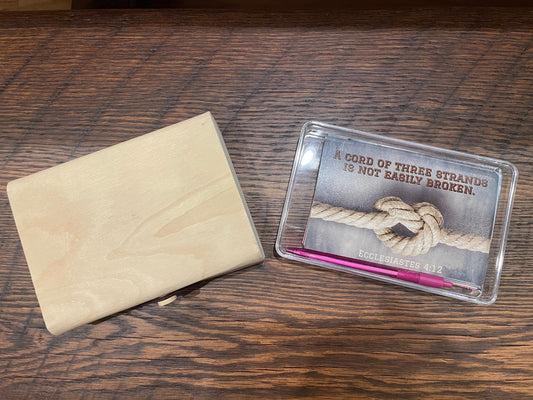 A CORD OF THREE STRANDS
IS NOT EASILY BROKEN.
ECCLESIASTES 4:12